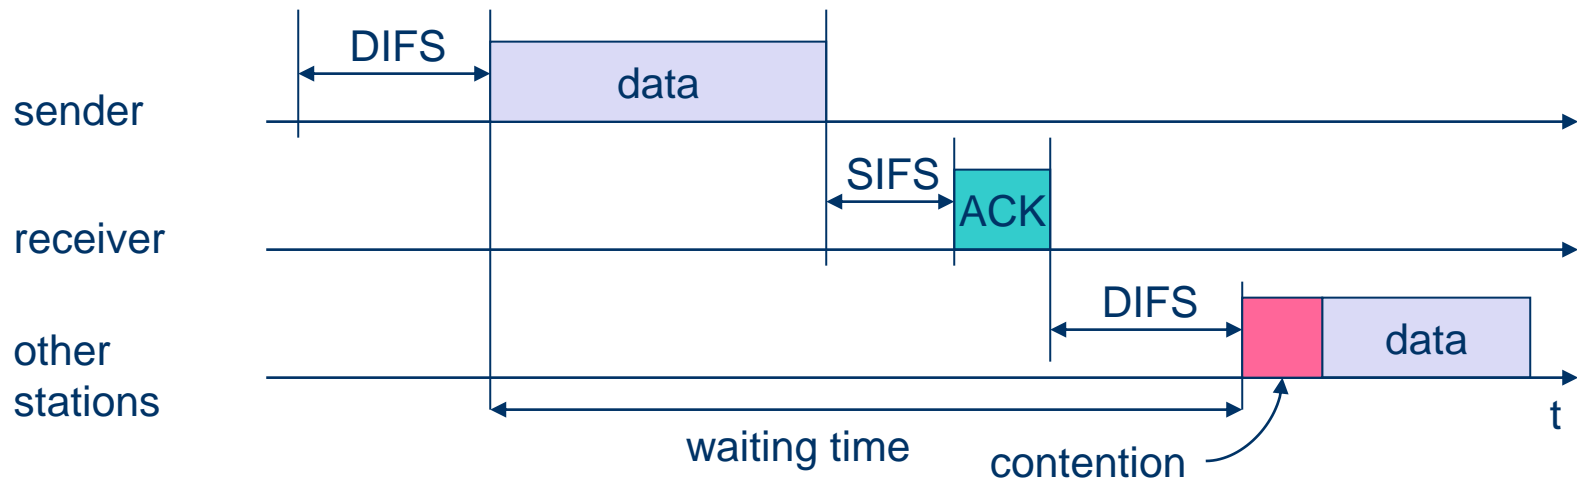 DIFS
data
sender
SIFS
ACK
receiver
DIFS
data
other
stations
t
waiting time
contention